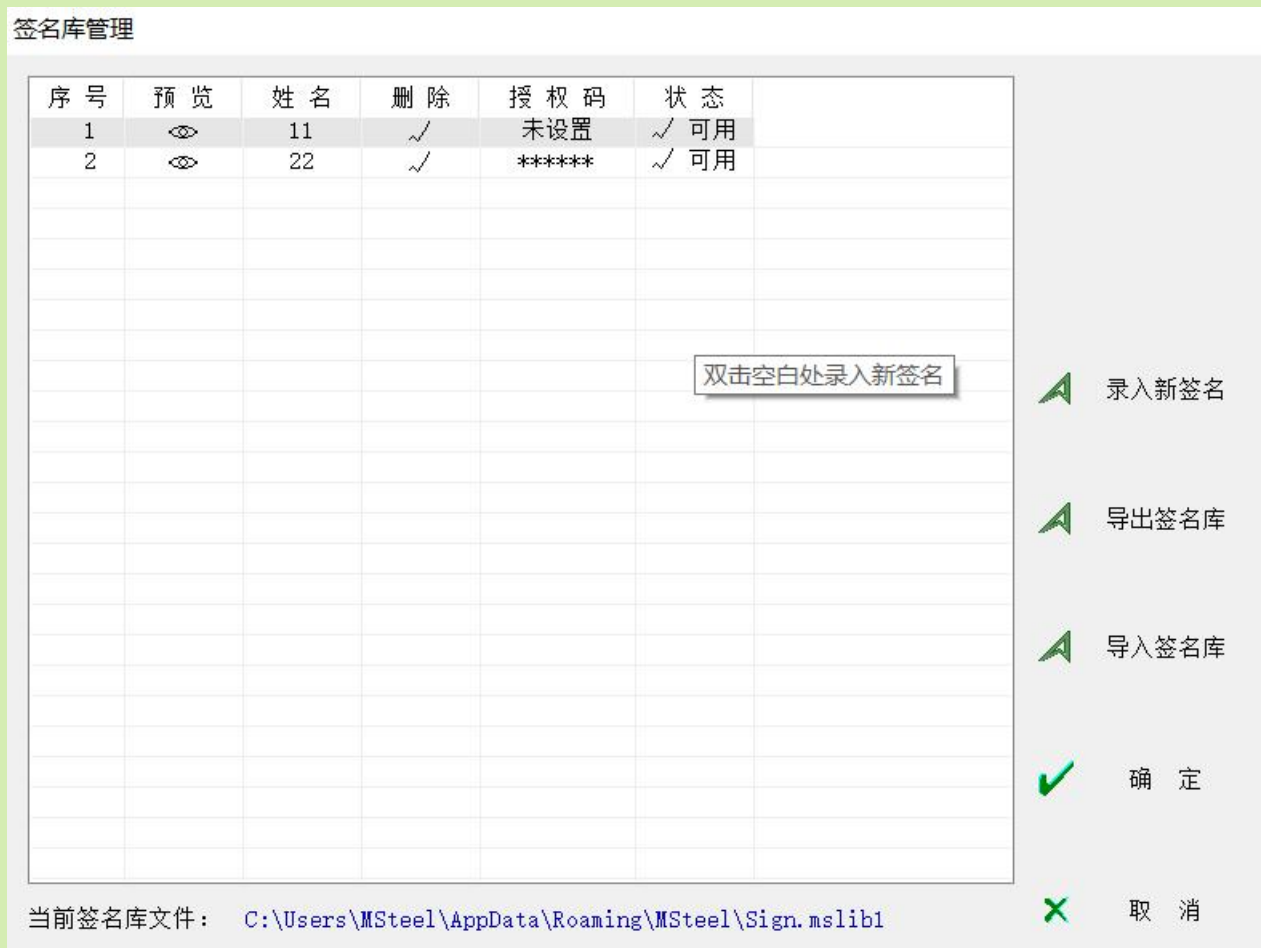 签名库管理
序 号 预 览 姓 名 删 除 授 权 码 状 态
1 11 未设置 可用
2 22 ****** 可用
双击空白处录入新签名
录入新签名
导出签名库
导入签名库
确 定
取 消
当前签名库文件： C:\Users\MSteel\AppData\Roaming\MSteel\Sign.mslib1